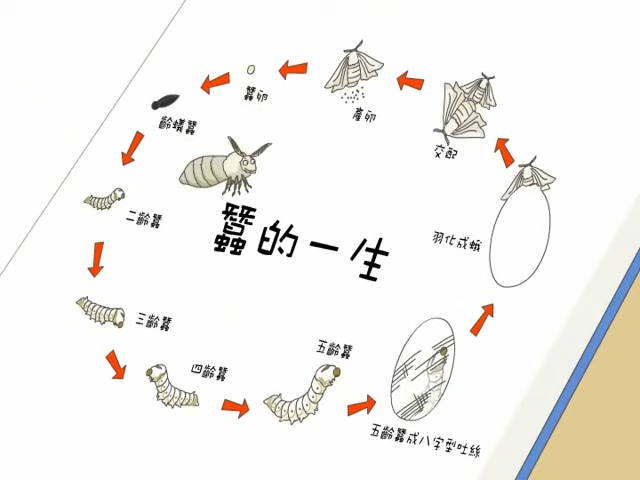 蠶卵
產卵
交配
齡蟻蠶
二齡蠶
羽化成蛾
蠶的一生
三齡蠶
四齡蠶
五齡蠶
五齡蠶成八字型吐絲